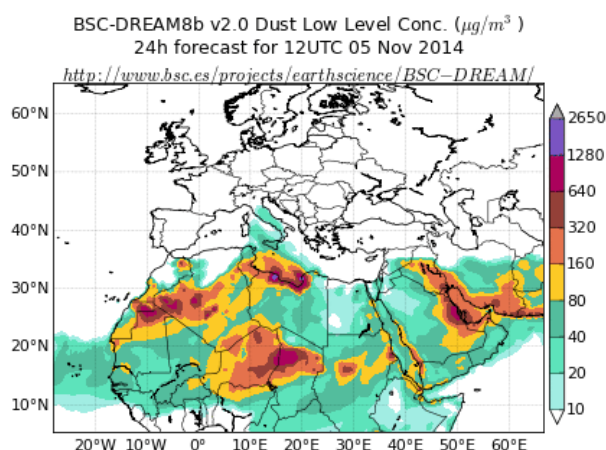 BSC-DREAM8b v2.0 Dust Low Level Conc. (μg/m³ )
24h forecast for 12UTC 05 Nov 2014
http://www.bsc.es/projects/earthscience/BSC−DREAM/
60°N
50°N
40°N
30°N
20°N
10°N
20°W 10°W 0° 10°E 20°E 30°E 40°E 50°E 60°E
2650
1280
640
320
160
80
40
20
10